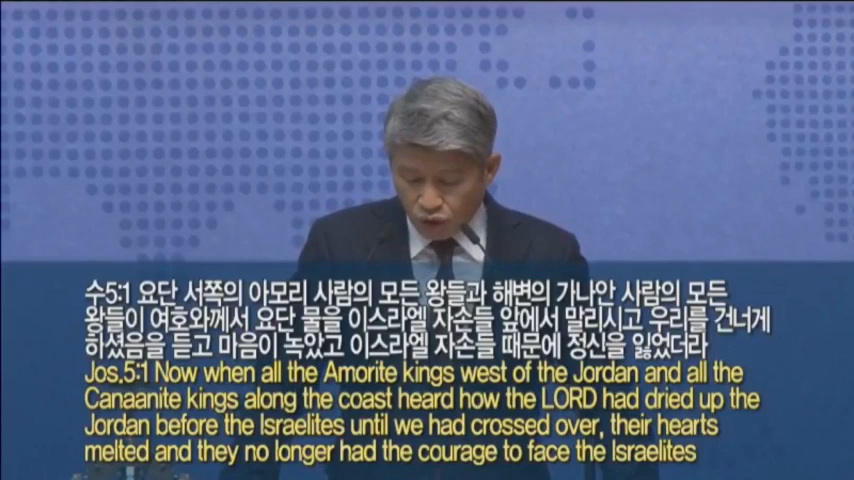 수5:1 요단 서쪽의 아모리 사람의 모든 왕들과 해변의 가나안 사람의 모든
왕들이 여호와께서 요단 물을 이스라엘 자손들 앞에서 말리시고 우리를 건너게
하셨음을 듣고 마음이 녹았고 이스라엘 자손들 때문에 정신을 잃었더라
Jos.5:1 Now when all the Amorite kings west of the Jordan and all the
Canaanite kings along the coast heard how the LORD had dried up the
Jordan before the Israelites until we had crossed over, their hearts
melted and they no longer had the courage to face the Israelites